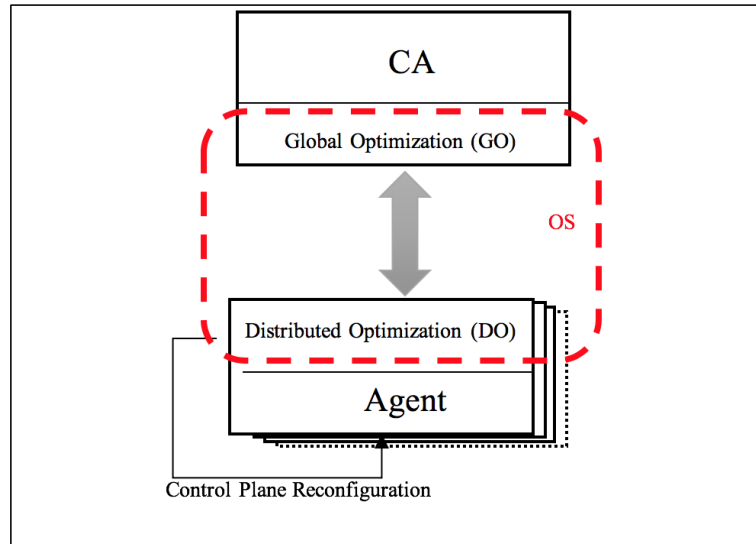 CA
Global Optimization (GO)
OS
Distributed Optimization (DO)
Agent
Control Plane Reconfiguration